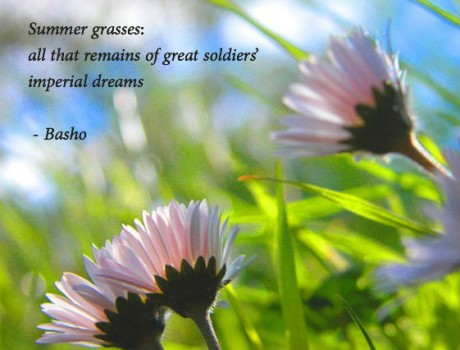 Summer grasses:
all that remains of great soldiers’
imperial dreams
- Basho